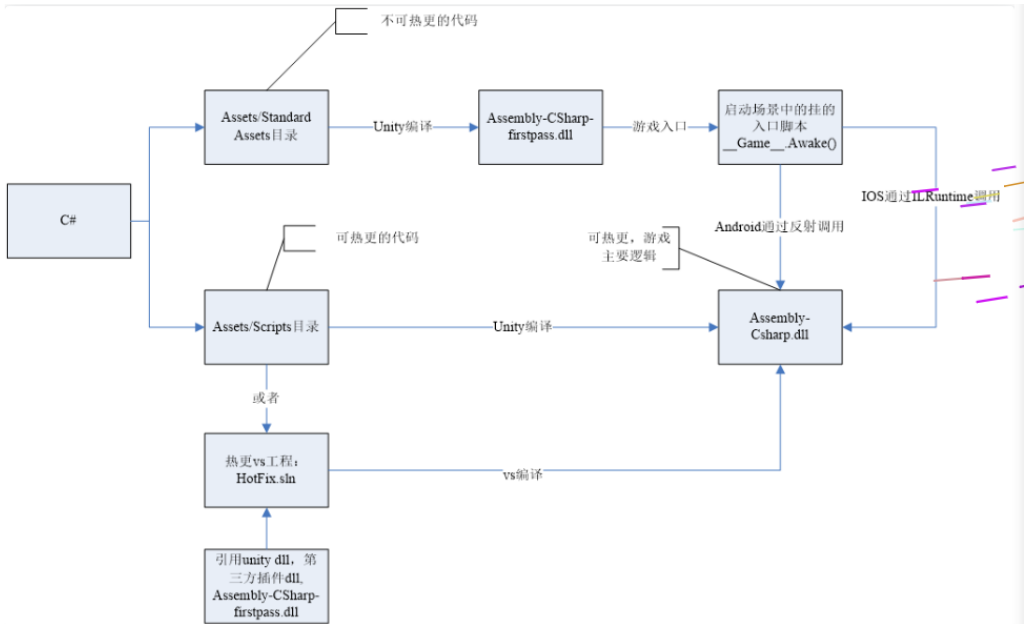 不可热更的代码
Assets/Standard
Assets目录
Unity编译
Assembly-CSharp-
firstpass.dll
游戏入口
启动场景中的挂的
入口脚本
__Game__.Awake()
C#
IOS通过ILRuntime调用
Android通过反射调用
可热更的代码
可热更，游戏
主要逻辑
Assets/Scripts目录
Unity编译
Assembly-
Csharp.dll
或者
热更vs工程：
HotFix.sln
vs编译
引用unity dll，第
三方插件dll,
Assembly-CSharp-
firstpass.dll